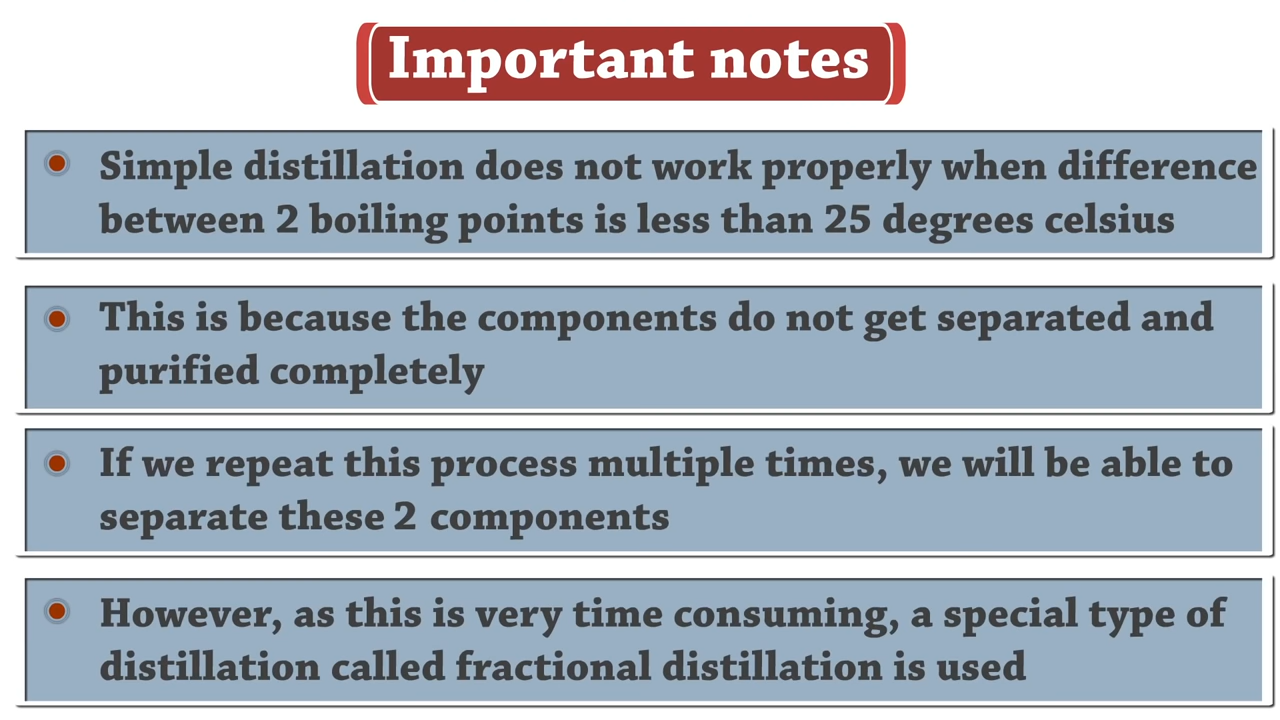 Important notes
Simple distillation does not work properly when difference
between 2 boiling points is less than 25 degrees celsius
This is because the components do not get separated and
purified completely
If we repeat this process multiple times, we will be able to
separate these 2 components
However, as this is very time consuming, a special type of
distillation called fractional distillation is used